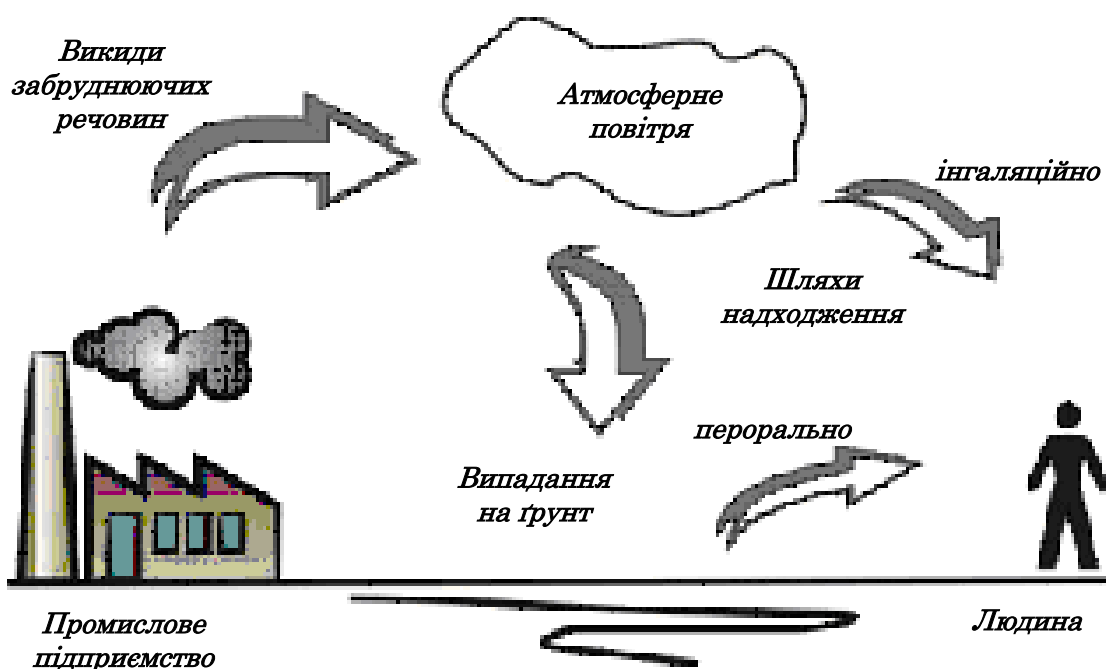 Викиди
забруднюючих
речовин
Атмосферне
повітря
інгаляційно
Шляхи
надходження
перорально
Випадання
на ґрунт
Промислове
підприємство
Людина